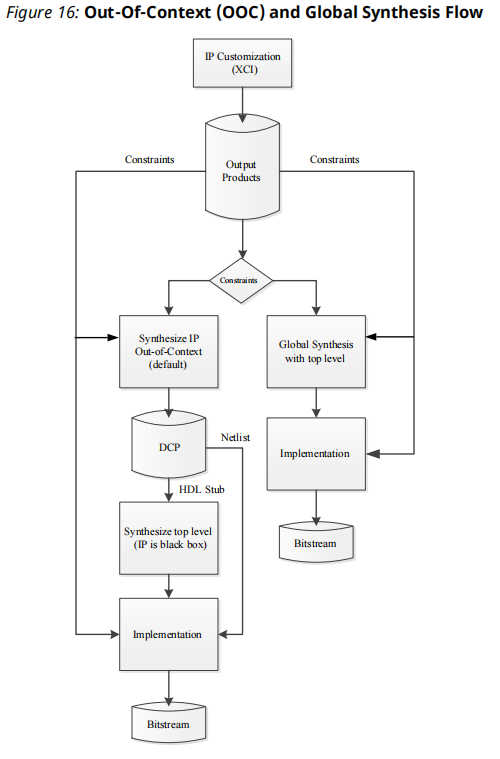 Figure 16: Out-Of-Context (OOC) and Global Synthesis Flow
IP Customization
(XCI)
Constraints
Output
Products
Constraints
Constraints
Synthesize IP
Out-of-Context
(default)
Global Synthesis
with top level
DCP
Netlist
Implementation
HDL Stub
Synthesize top level
(IP is black box)
Bitstream
Implementation
Bitstream